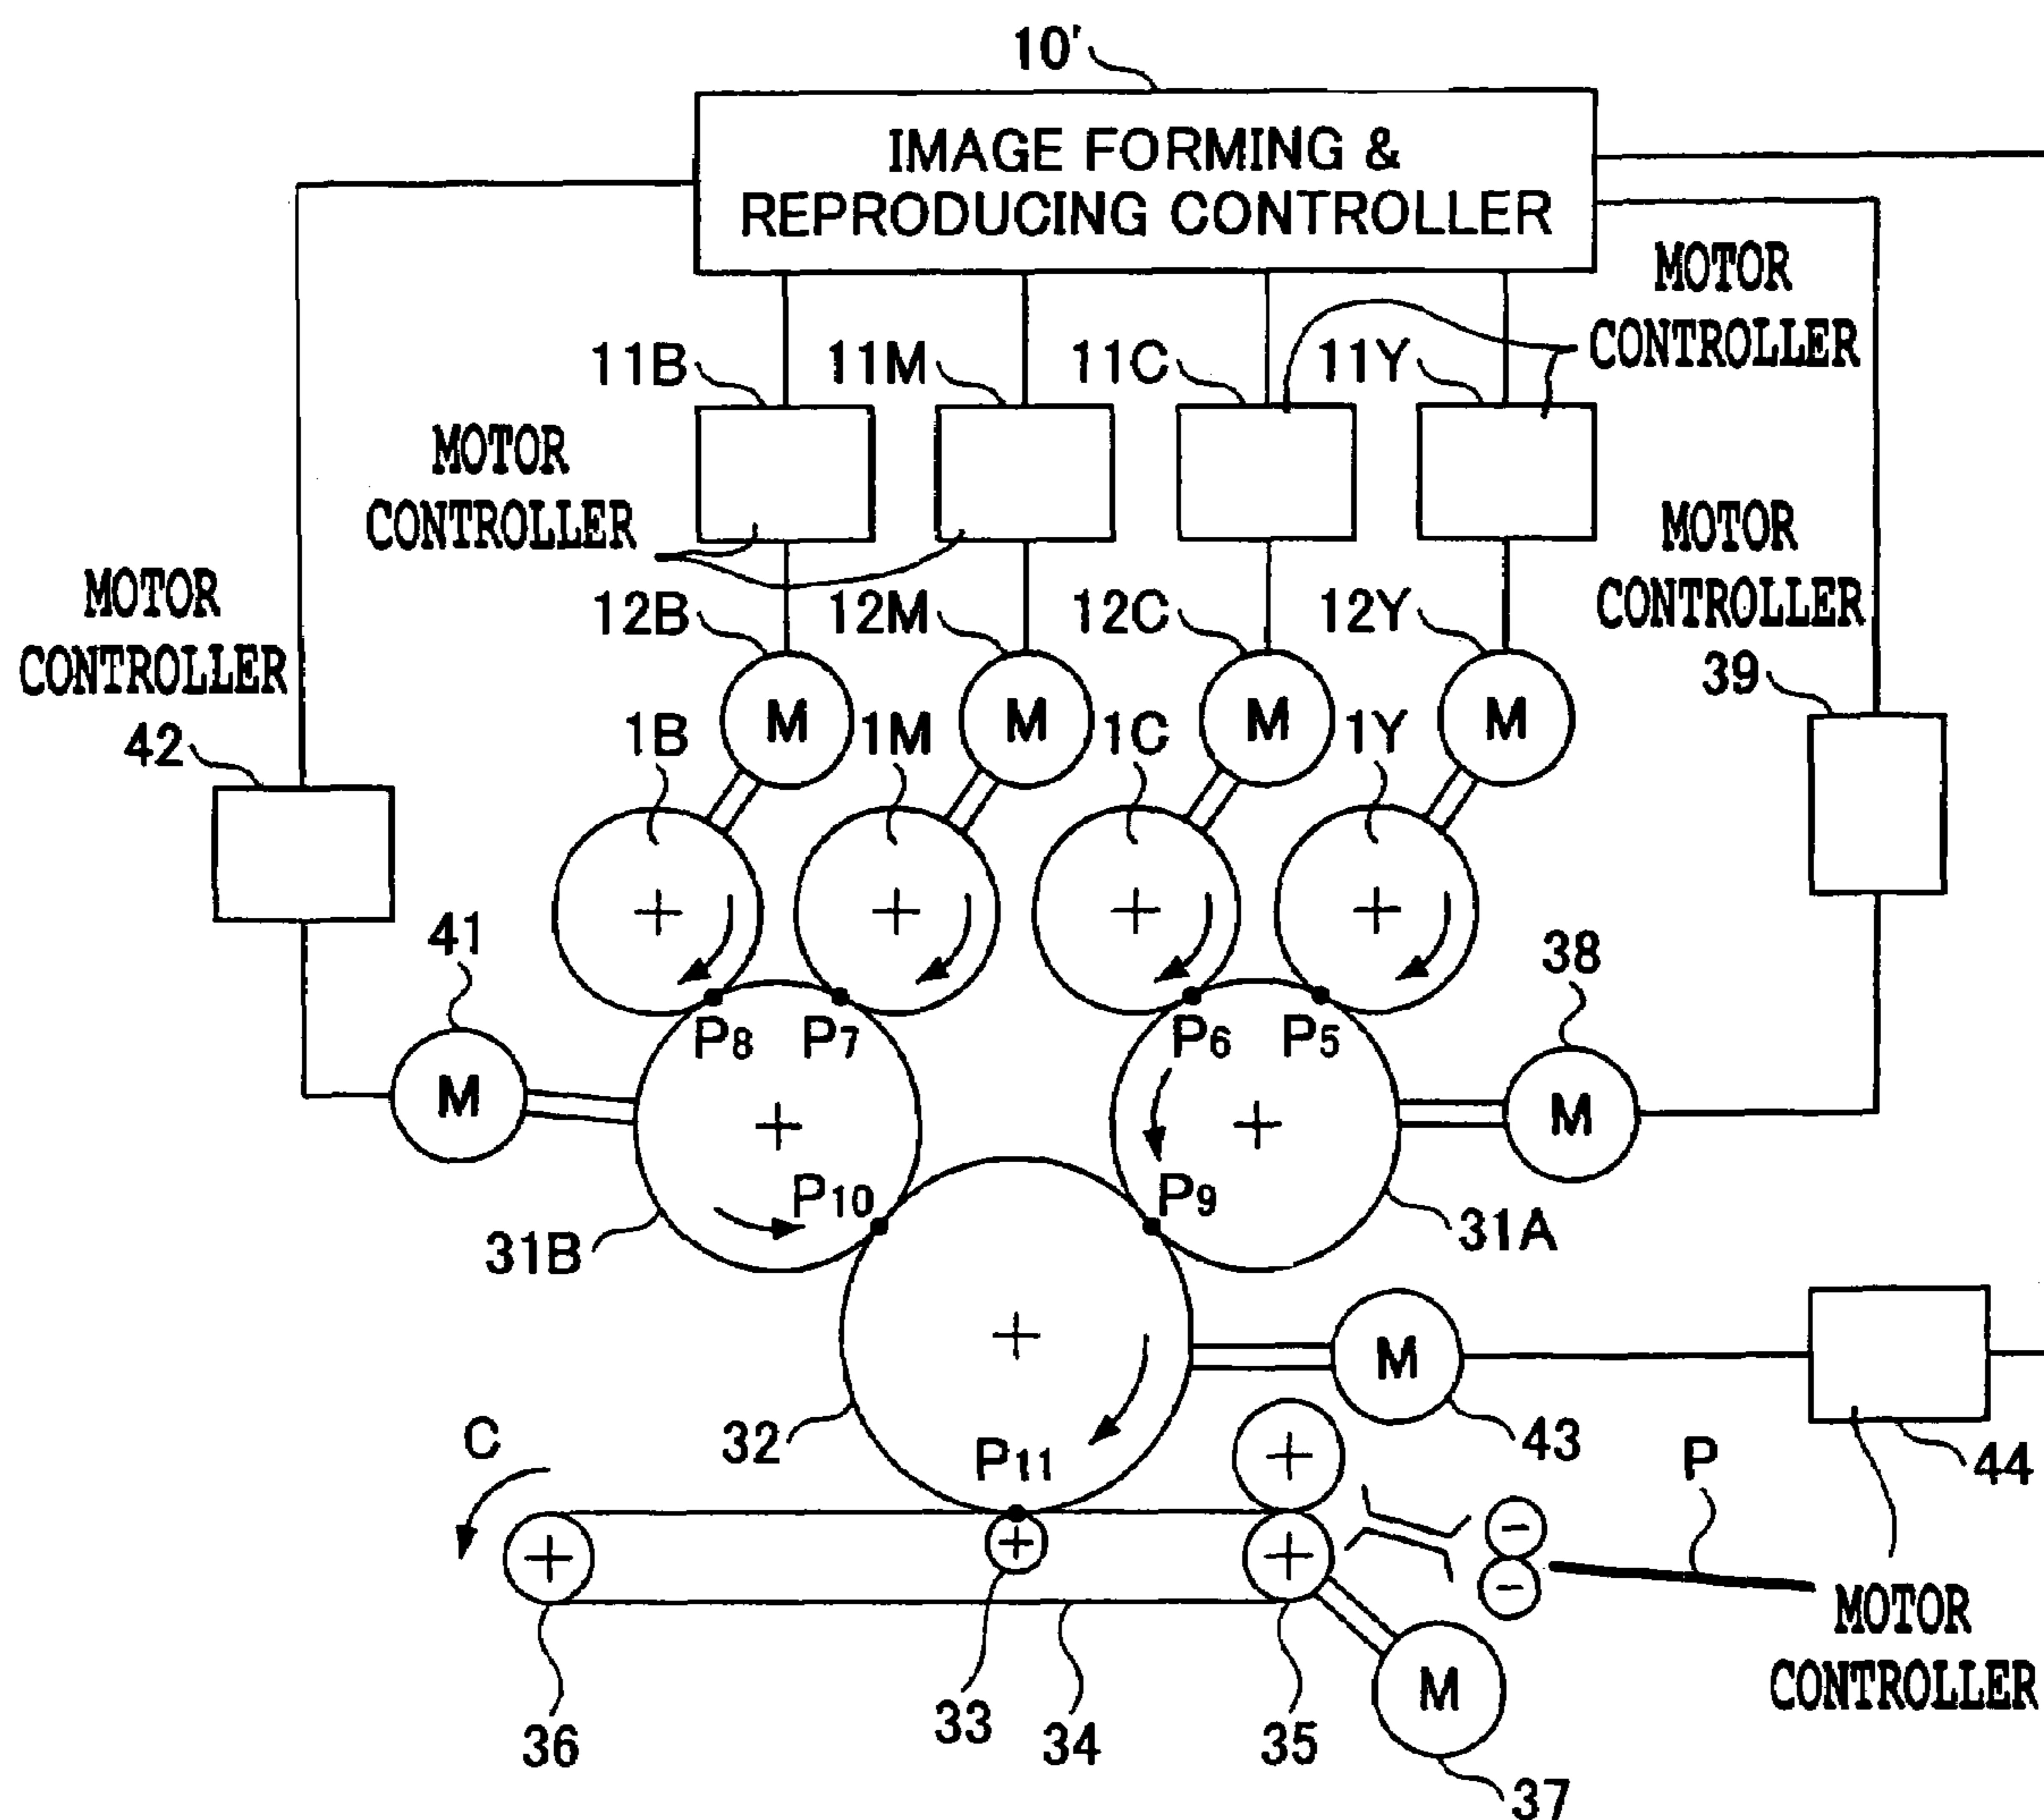 10'
IMAGE FORMING &
REPRODUCING CONTROLLER
MOTOR
CONTROLLER
11B
11M
11C
11Y
MOTOR
CONTROLLER
MOTOR
CONTROLLER
MOTOR
CONTROLLER
12B
12M
12C
12Y
39
M
M
M
M
42
1B
1M
1C
1Y
41
38
P8
P7
P6
P5
M
M
P10
P9
31B
31A
M
C
32
P11
43
P
44
MOTOR
CONTROLLER
M
36
33
34
35
37